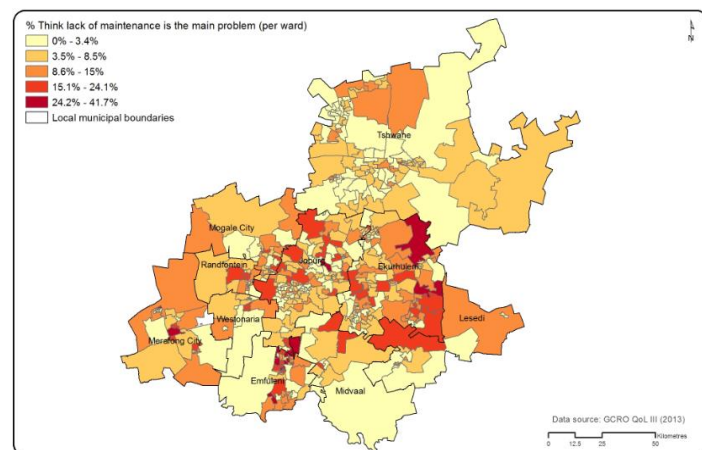 % Think lack of maintenance is the main problem (per ward)
0% - 3.4%
3.5% - 8.5%
8.6% - 15%
15.1% - 24.1%
24.2% - 41.7%
Local municipal boundaries
N
Tshwane
Mogale City
Randfontein
Joburg
Ekurhuleni
Westonaria
Lesedi
Merafong City
Emfuleni
Midvaal
Data source: GCRO QoL III (2013)
Kilometres
0 12.5 25 50